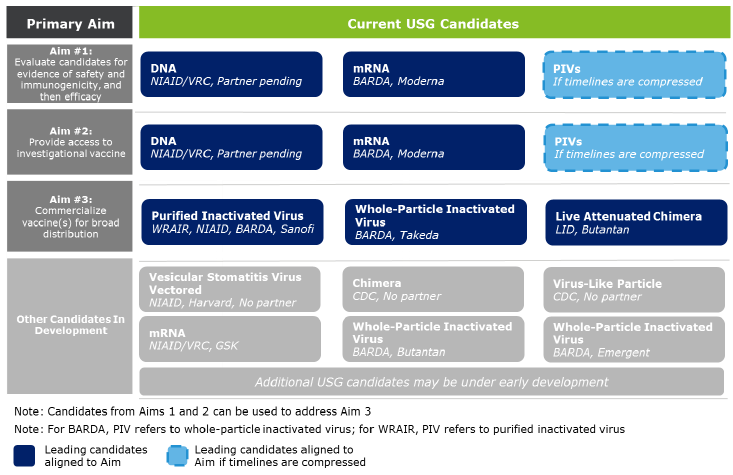 Primary Aim
Current USG Candidates
Aim #1:
Evaluate candidates for
evidence of safety and
immunogenicity, and
then efficacy
DNA
NIAID/VRC, Partner pending
mRNA
BARDA, Moderna
PIVs
If timelines are compressed
Aim #2:
Provide access to
investigational vaccine
DNA
NIAID/VRC, Partner pending
mRNA
BARDA, Moderna
PIVs
If timelines are compressed
Aim #3:
Commercialize
vaccine(s) for broad
distribution
Purified Inactivated Virus
WRAIR, NIAID, BARDA, Sanofi
Whole-Particle Inactivated
Virus
BARDA, Takeda
Live Attenuated Chimera
LID, Butantan
Other Candidates In
Development
Vesicular Stomatitis Virus
Vectored
NIAID, Harvard, No partner
Chimera
CDC, No partner
Virus-Like Particle
CDC, No partner
mRNA
NIAID/VRC, GSK
Whole-Particle Inactivated
Virus
BARDA, Butantan
Whole-Particle Inactivated
Virus
BARDA, Emergent
Additional USG candidates may be under early development
Note: Candidates from Aims 1 and 2 can be used to address Aim 3
Note: For BARDA, PIV refers to whole-particle inactivated virus; for WRAIR, PIV refers to purified inactivated virus
Leading candidates
aligned to Aim
Leading candidates aligned to
Aim if timelines are compressed